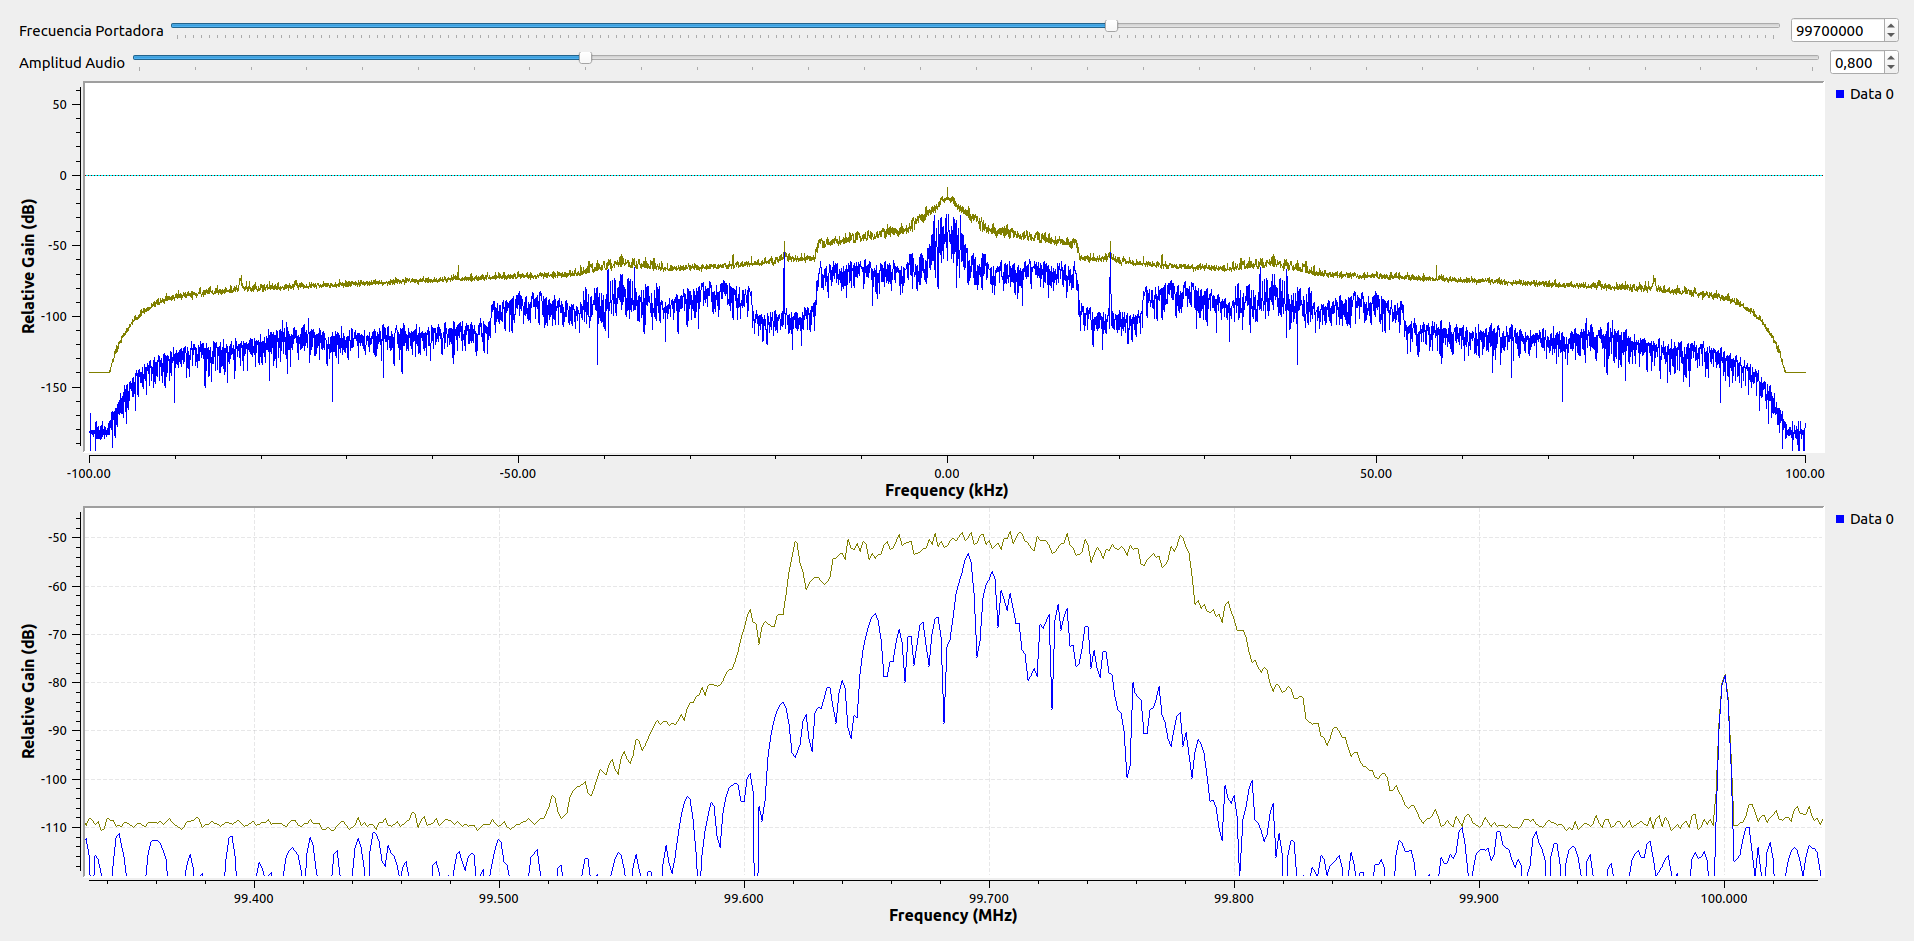 Frecuencia Portadora 99700000
Amplitud Audio 0,800
Data 0
50
0
-50
-100
-150
Relative Gain (dB)
-100.00 -50.00 0.00 50.00 100.00
Frequency (kHz)
Data 0
-50
-60
-70
-80
-90
-100
-110
Relative Gain (dB)
99.400 99.500 99.600 99.700 99.800 99.900 100.000
Frequency (MHz)